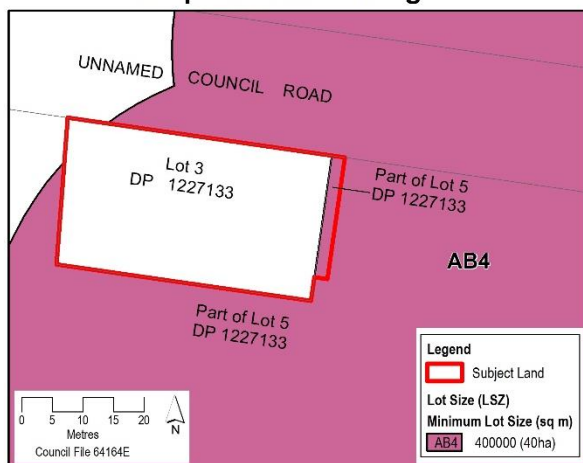 UNNAMED COUNCIL ROAD
Lot 3
DP 1227133
Part of Lot 5
DP 1227133
AB4
Part of Lot 5
DP 1227133
Legend
Subject Land
Lot Size (LSZ)
Minimum Lot Size (sq m)
AB4 400000 (40ha)
0 5 10 15 20
Metres
N
Council File 64164E